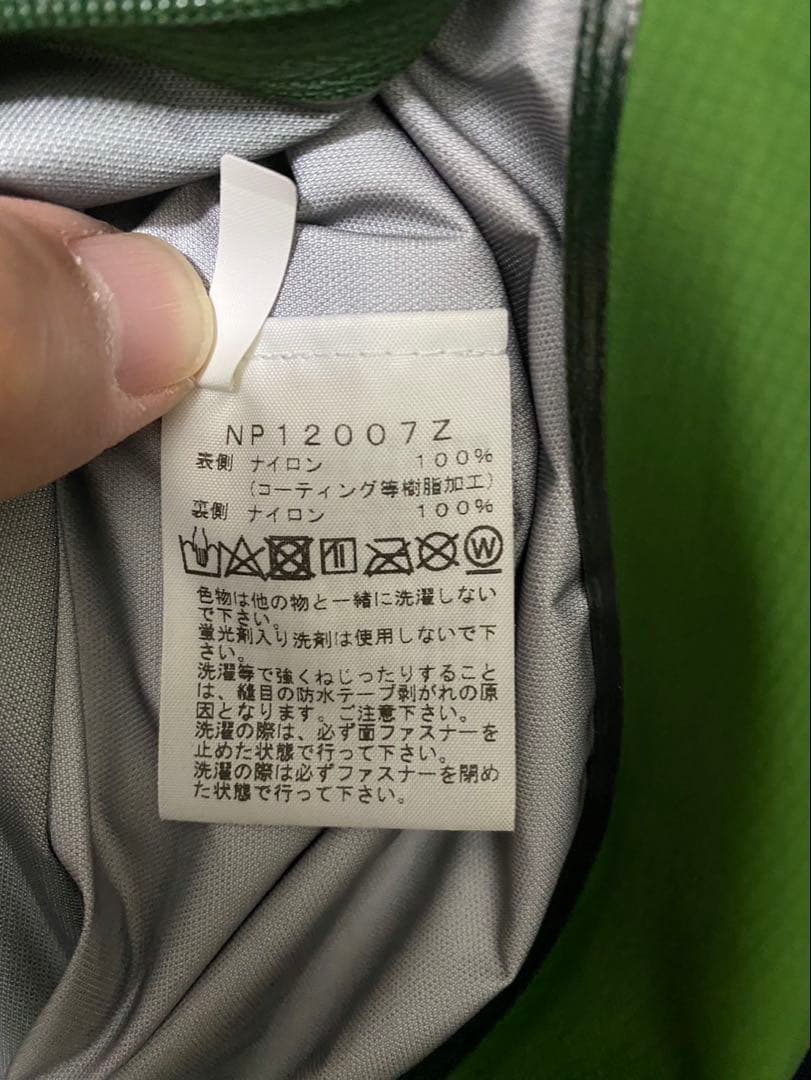 NP12007Z
表側 ナイロン 100%
(コーティング等樹脂加工)
裏側 ナイロン 100%
W
色物は他の物と一緒に洗濯しない
で下さい。
蛍光剤入り洗剤は使用しないで下
さい。
洗濯等で強くねじったりすること
は、縫目の防水テープ剥がれの原
因となります。ご注意下さい。
洗濯の際は、必ず面ファスナーを
止めた状態で行って下さい。
洗濯の際は必ずファスナーを閉め
た状態で行って下さい。